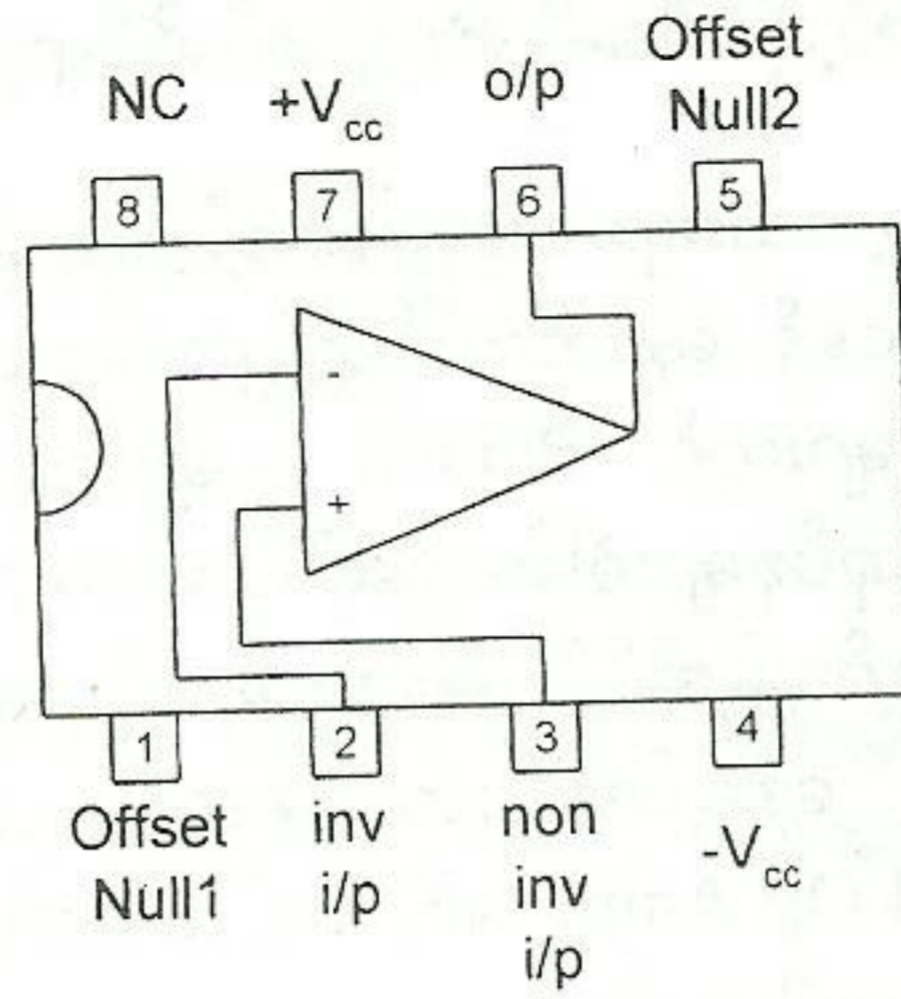 NC +Vcc o/p Offset
Null2
8 7 6 5
-
+
1 2 3 4
Offset
Null1
inv
i/p
non
inv
i/p
-Vcc